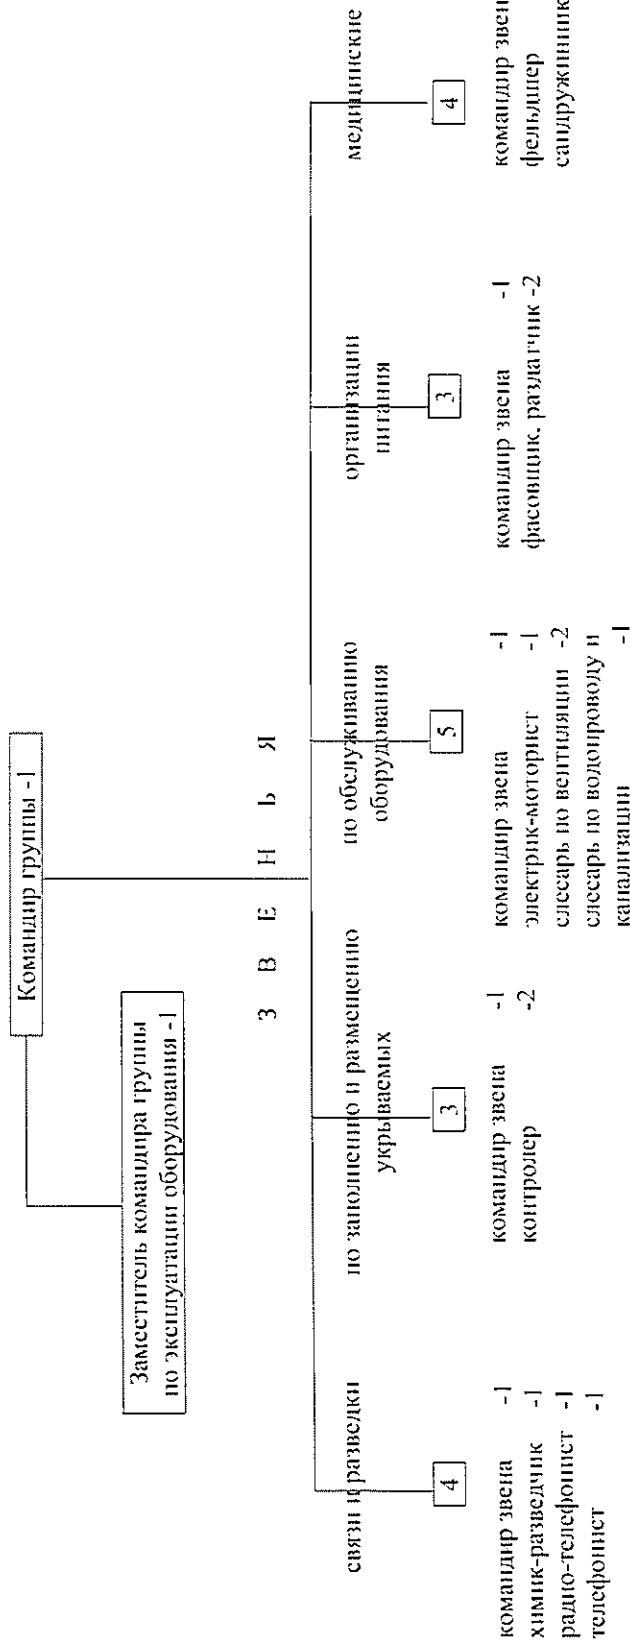 Командир группы -1
Заместитель командира группы
по эксплуатации оборудования -1
З В Е Н Ь Я
связи и разведки
4
командир звена -1
химик-разведчик -1
радио-телефонист -1
телефонист -1
по заполнению и размещению
укрываемых
3
командир звена -1
контролер -2
по обслуживанию
оборудования
5
командир звена -1
электрик-моторист -1
слесарь по вентиляции -2
слесарь по водопроводу и
канализации -1
организации
питания
3
командир звена -1
фасовщик, раздатчик -2
медицинские
4
командир звен
фельдшер
сандружинник